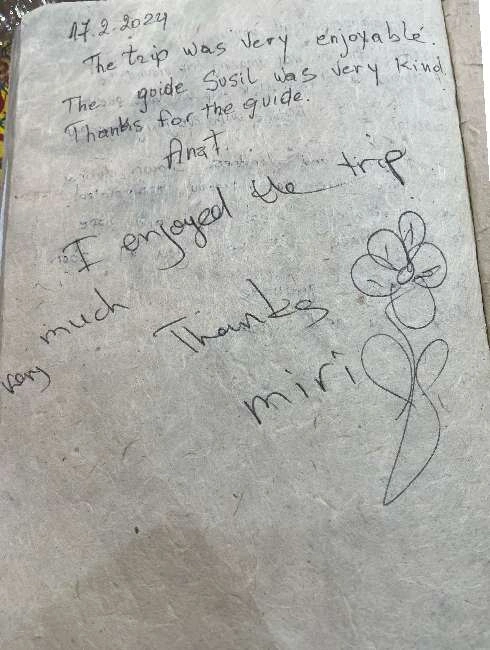 17.2.2024
The trip was very enjoyable.
The goide Susil was very kind
Thanks for the guide.
Anat.
I enjoyed the trip
very much
Thanks
miri